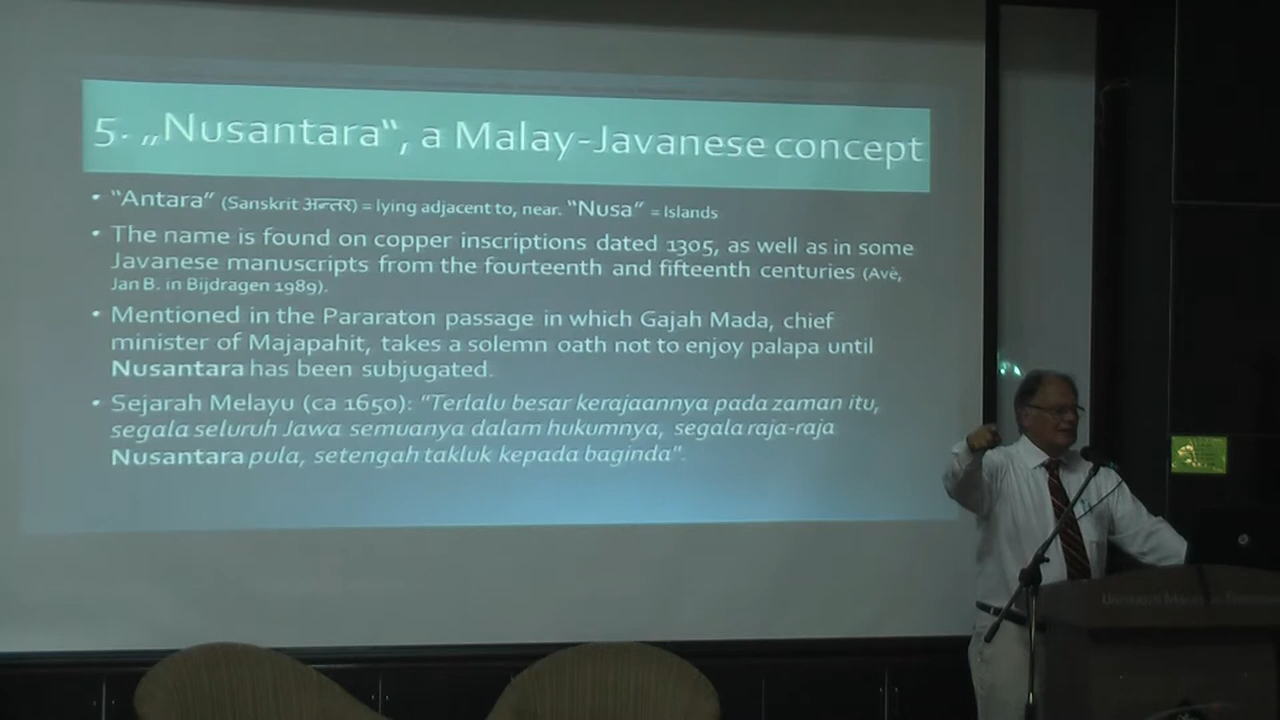 5. „Nusantara“, a Malay-Javanese concept
• “Antara” (Sanskrit अन्तर) = lying adjacent to, near. “Nusa” = Islands
• The name is found on copper inscriptions dated 1305, as well as in some
Javanese manuscripts from the fourteenth and fifteenth centuries (Avè,
Jan B. in Bijdragen 1989).
• Mentioned in the Pararaton passage in which Gajah Mada, chief
minister of Majapahit, takes a solemn oath not to enjoy palapa until
Nusantara has been subjugated.
• Sejarah Melayu (ca 1650): “Terlalu besar kerajaannya pada zaman itu,
segala seluruh Jawa semuanya dalam hukumnya, segala raja-raja
Nusantara pula, setengah takluk kepada baginda”.